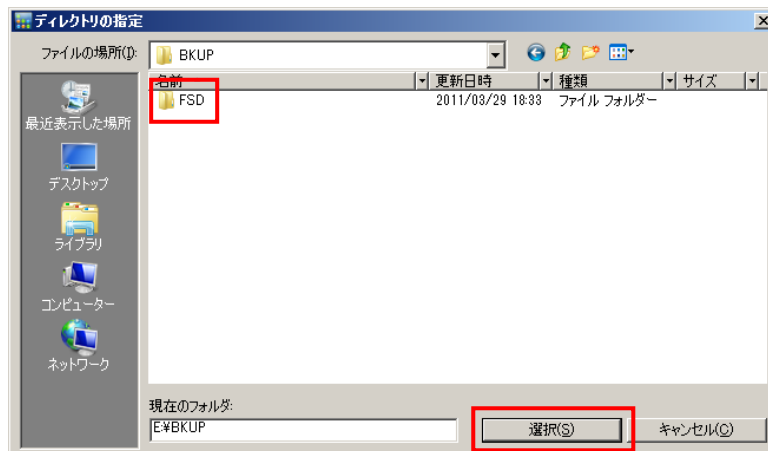 ディレクトリの指定
ファイルの場所(I):
BKUP
名前
更新日時
種類
サイズ
FSD
2011/03/29 18:33
ファイル フォルダー
最近表示した場所
デスクトップ
ライブラリ
コンピューター
ネットワーク
現在のフォルダ:
E:¥BKUP
選択(S)
キャンセル(C)